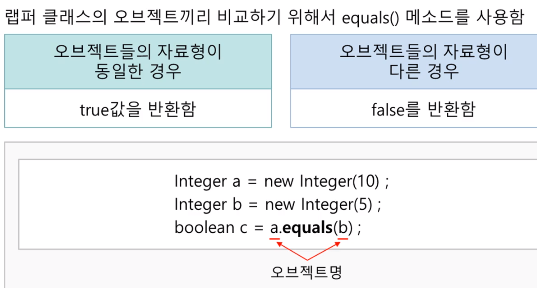 랩퍼 클래스의 오브젝트끼리 비교하기 위해서 equals() 메소드를 사용함
오브젝트들의 자료형이
동일한 경우
true값을 반환함
오브젝트들의 자료형이
다른 경우
false를 반환함
Integer a = new Integer(10) ;
Integer b = new Integer(5) ;
boolean c = a.equals(b) ;
오브젝트명